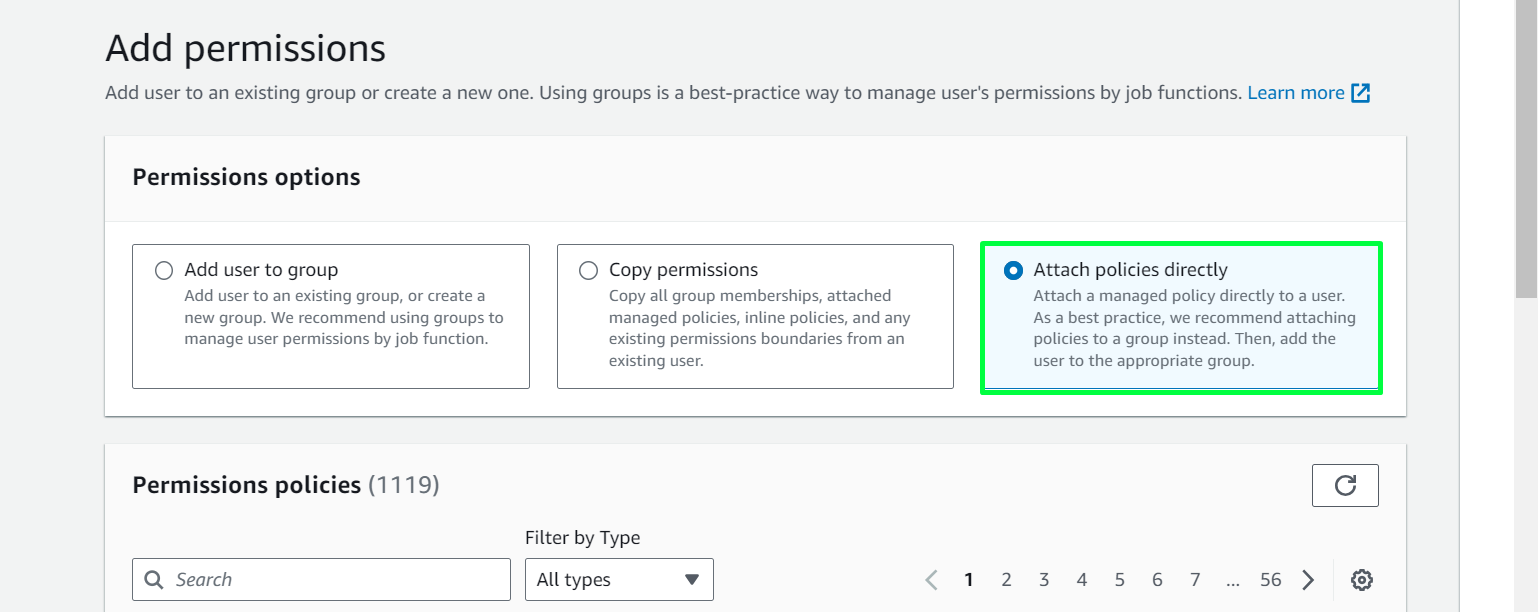 Add permissions
Add user to an existing group or create a new one. Using groups is a best-practice way to manage user's permissions by job functions. Learn more
Permissions options
Add user to group
Add user to an existing group, or create a
new group. We recommend using groups to
manage user permissions by job function.
Copy permissions
Copy all group memberships, attached
managed policies, inline policies, and any
existing permissions boundaries from an
existing user.
Attach policies directly
Attach a managed policy directly to a user.
As a best practice, we recommend attaching
policies to a group instead. Then, add the
user to the appropriate group.
Permissions policies (1119)
Filter by Type
Search
All types
1 2 3 4 5 6 7 ... 56